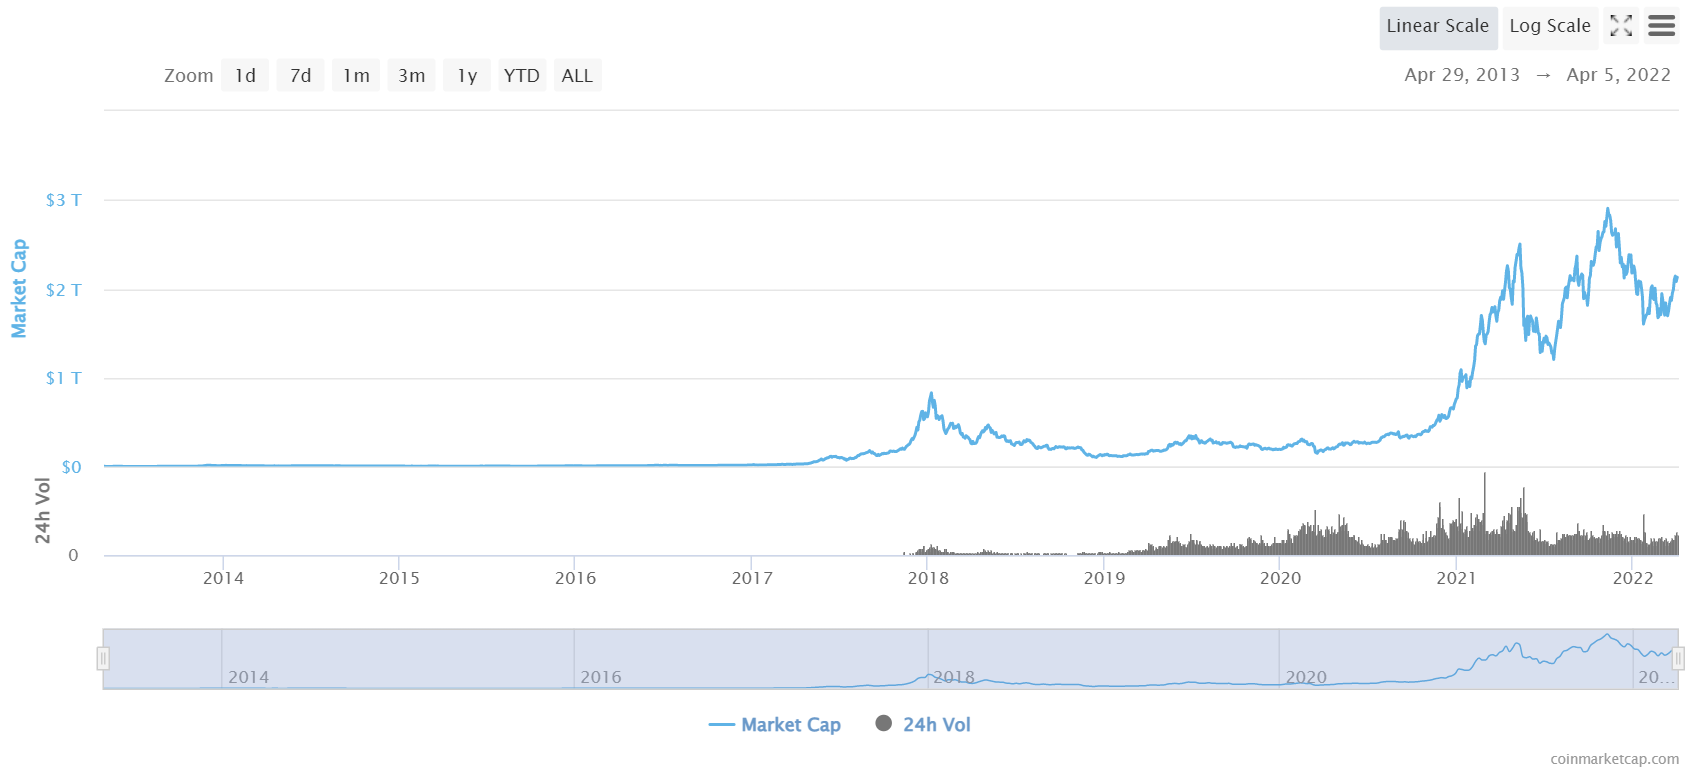 Linear Scale Log Scale
Zoom 1d 7d 1m 3m 1y YTD ALL
Apr 29, 2013 → Apr 5, 2022
Market Cap
$3 T
$2 T
$1 T
$0
24h Vol
0
2014 2015 2016 2017 2018 2019 2020 2021 2022
2014 2016 2018 2020 20...
Market Cap 24h Vol
coinmarketcap.com